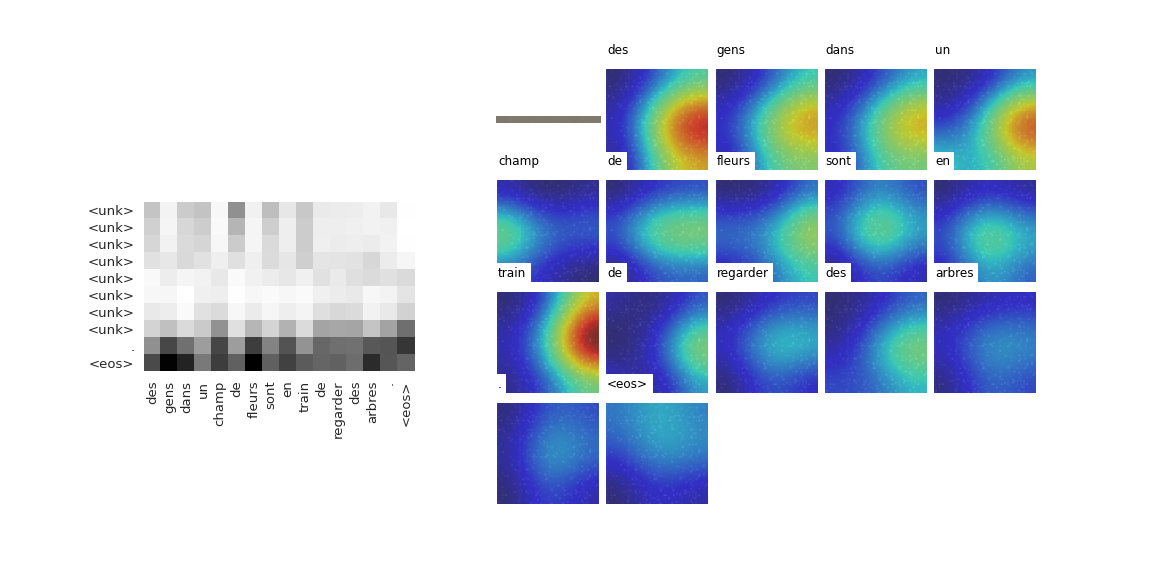 <unk>
<unk>
<unk>
<unk>
<unk>
<unk>
<unk>
<unk>
.
<eos>
des gens dans un champ de fleurs sont en train de regarder des arbres . <eos>
des gens dans un
champ de fleurs sont en
train de regarder des arbres
. <eos>